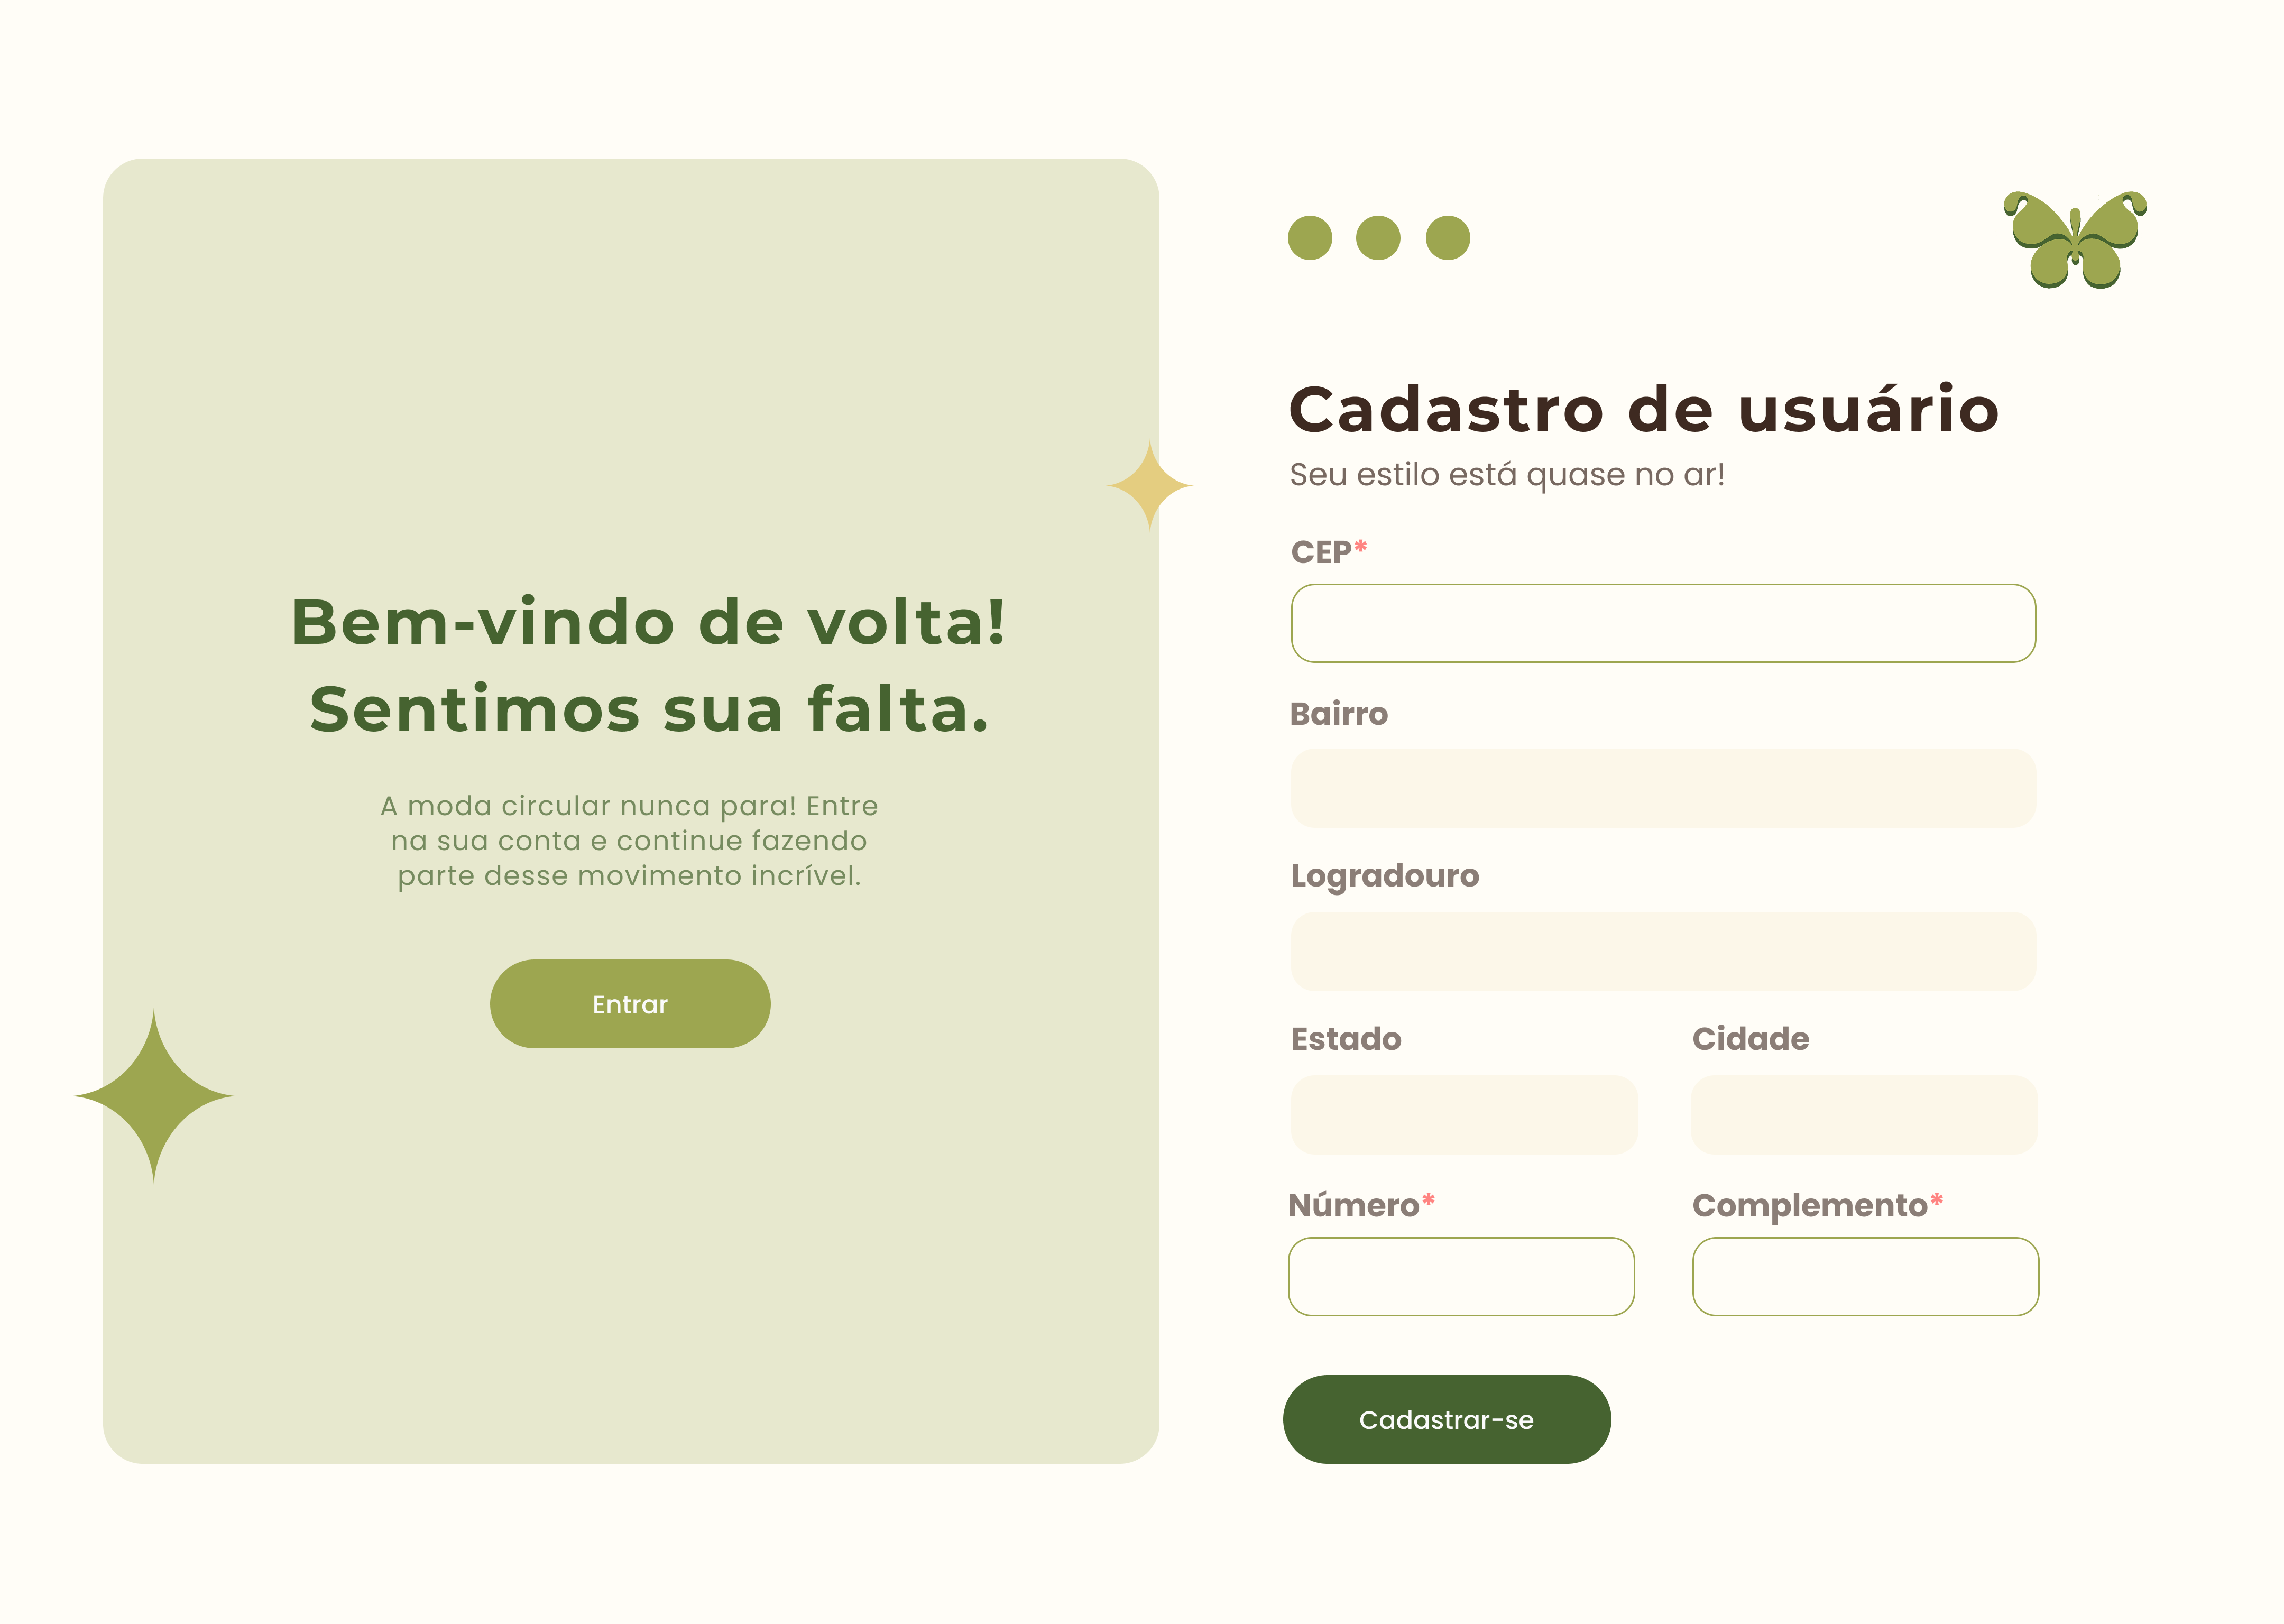 Bem-vindo de volta!
Sentimos sua falta.
A moda circular nunca para! Entre
na sua conta e continue fazendo
parte desse movimento incrível.
Entrar
Cadastro de usuário
Seu estilo está quase no ar!
CEP*
Bairro
Logradouro
Estado
Cidade
Número*
Complemento*
Cadastrar-se